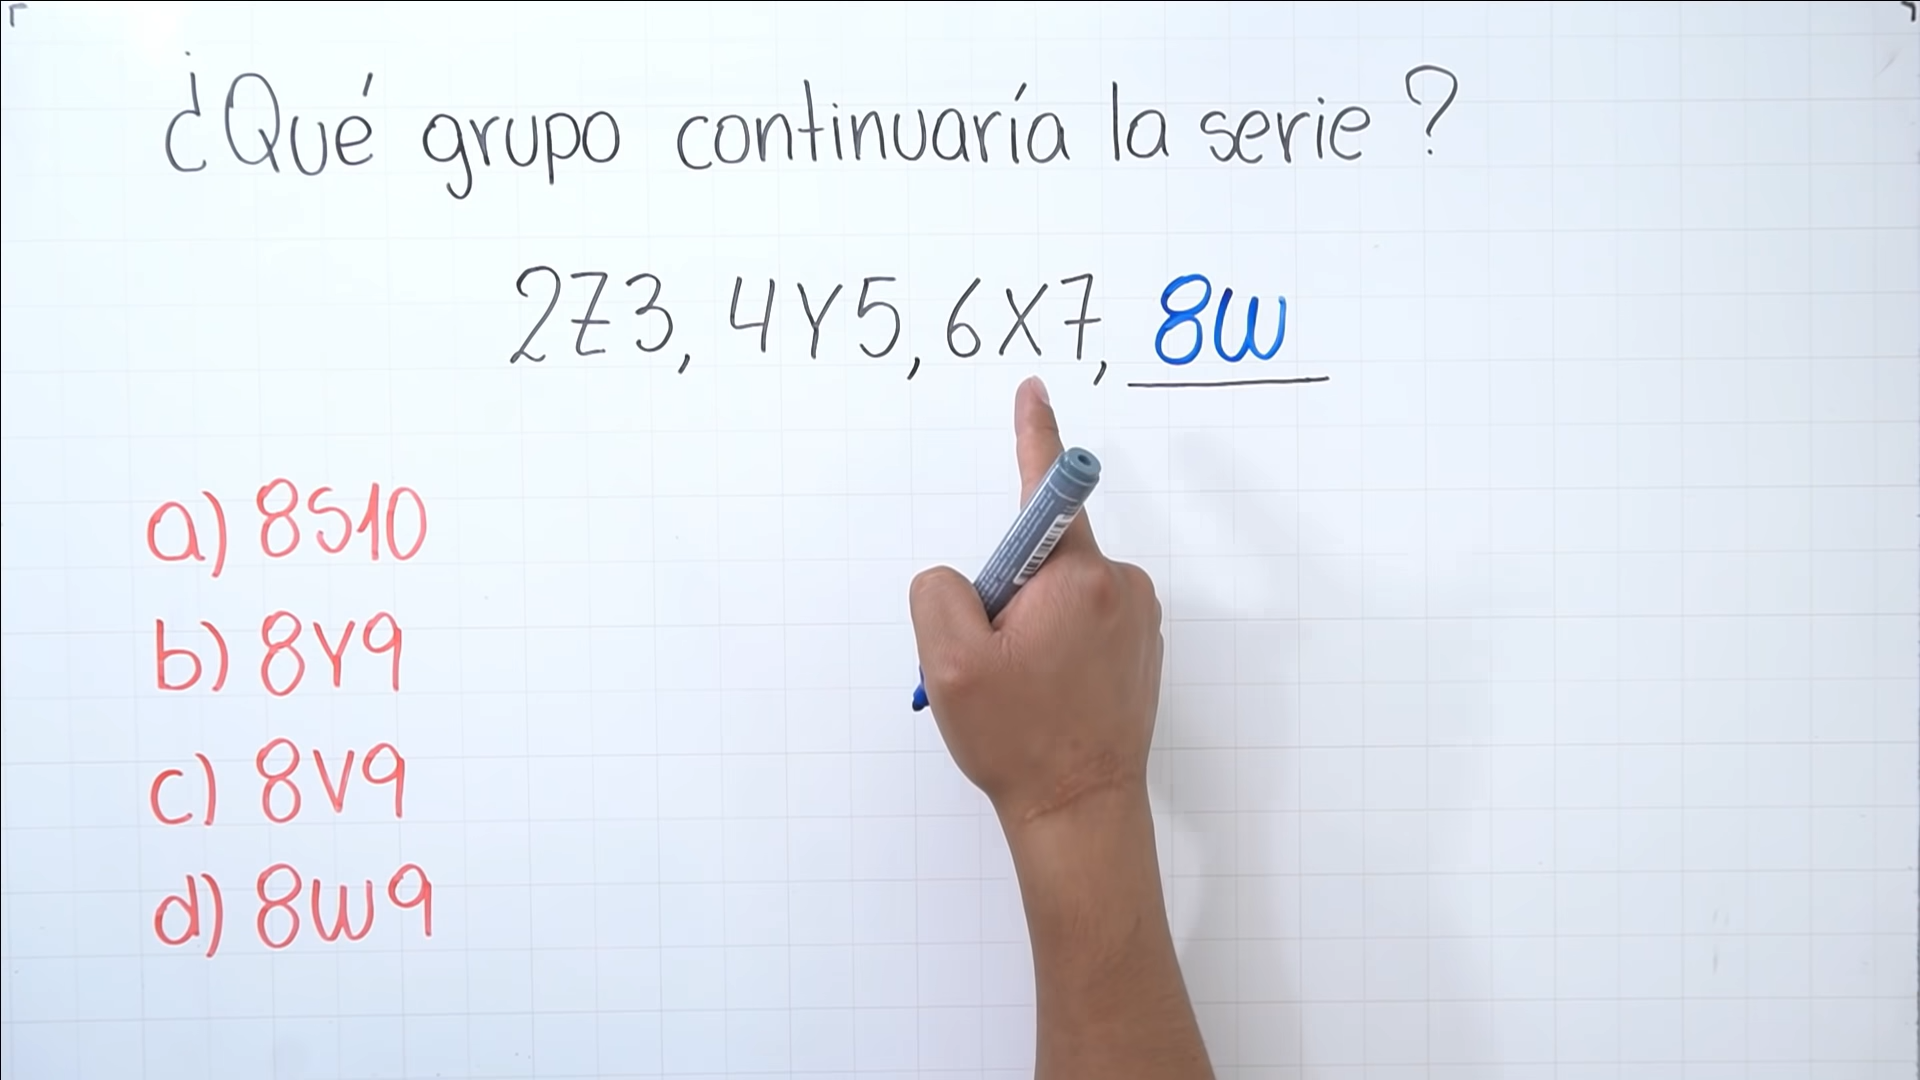 ¿Qué grupo continuaría la serie?
2Z3, 4Y5, 6X7, 8W
a) 8S10
b) 8Y9
c) 8V9
d) 8W9